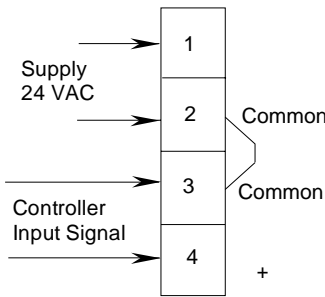 1
Supply
24 VAC
2
Common
3
Common
Controller
Input Signal
4
+